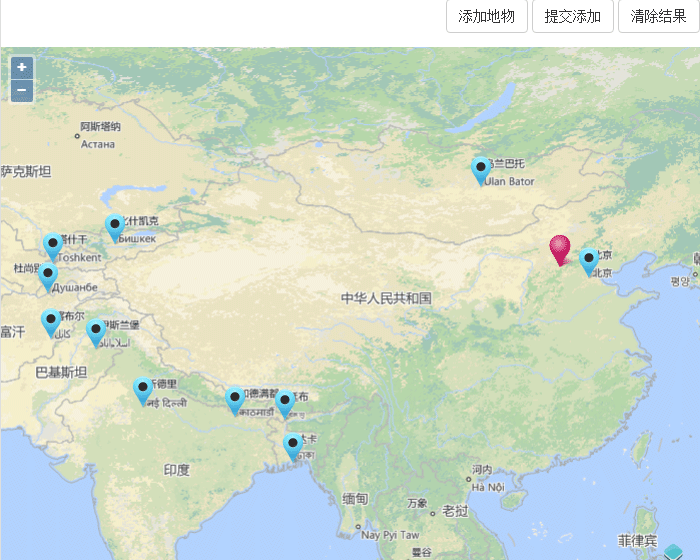 添加地物 提交添加 清除结果
+
−
阿斯塔纳
Астана
萨克斯坦
乌兰巴托
Ulan Bator
比什凯克
Бишкек
塔什干
Toshkent
杜尚别
Душанбе
北京
北京
평양
中华人民共和国
喀布尔
富汗
伊斯兰堡
巴基斯坦
新德里
加德满都
廷布
达卡
印度
河内
Hà Nội
缅甸
万象
老挝
Nay Pyi Taw
曼谷
菲律宾